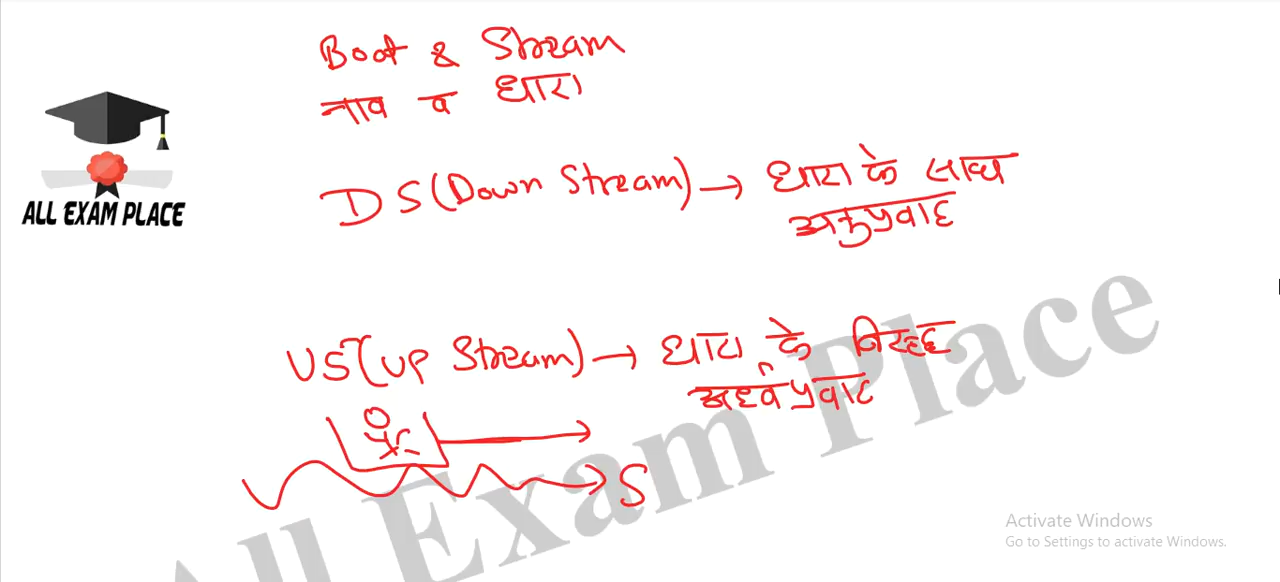 Boat & Stream
नाव व धारा
DS (Down Stream) → धारा के साथ
अनुप्रवाह
US (Up Stream) → धारा के विरुद्ध
उर्ध्वप्रवाह
S
ALL EXAM PLACE
All Exam Place
Activate Windows
Go to Settings to activate Windows.